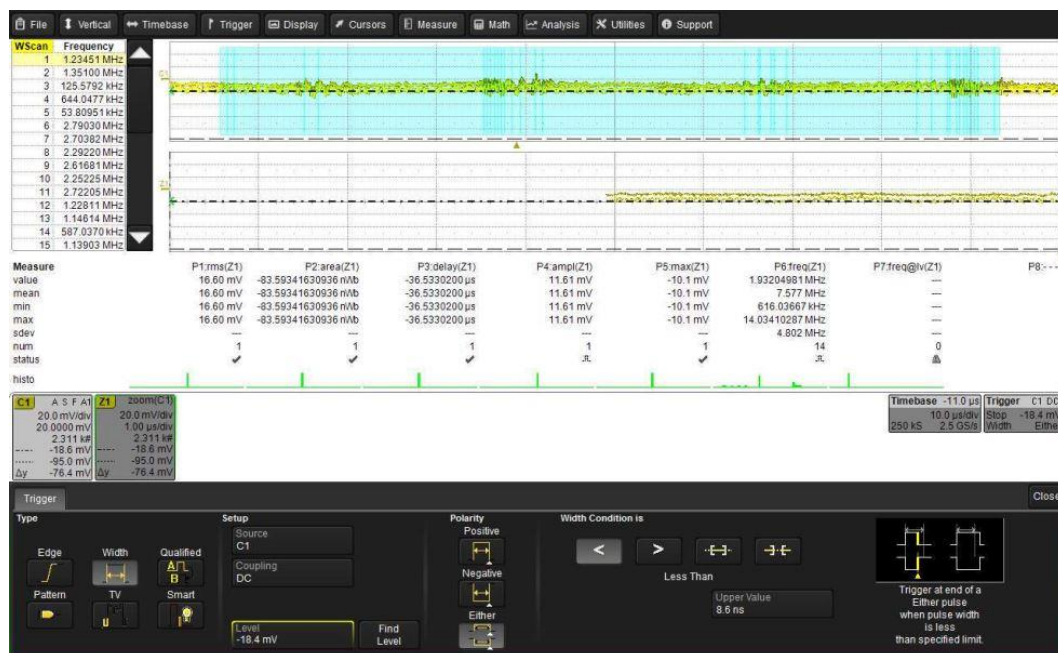 File Vertical Timebase Trigger Display Cursors Measure Math Analysis Utilities Support
WScan Frequency
1 1.23451 MHz
2 1.35100 MHz
3 125.5792 kHz
4 644.0477 kHz
5 53.80951 kHz
6 2.79030 MHz
7 2.70382 MHz
8 2.29220 MHz
9 2.61681 MHz
10 2.25225 MHz
11 2.72205 MHz
12 1.22811 MHz
13 1.14614 MHz
14 587.0370 kHz
15 1.13903 MHz
C1
Z1
Measure P1:rms(Z1) P2:area(Z1) P3:delay(Z1) P4:ampl(Z1) P5:max(Z1) P6:freq(Z1) P7:freq@lv(Z1) P8:---
value 16.60 mV -83.59341630936 nVb -36.5330200 µs 11.61 mV -10.1 mV 1.93204981 MHz ---
mean 16.60 mV -83.59341630936 nVb -36.5330200 µs 11.61 mV -10.1 mV 7.577 MHz ---
min 16.60 mV -83.59341630936 nVb -36.5330200 µs 11.61 mV -10.1 mV 616.03667 kHz ---
max 16.60 mV -83.59341630936 nVb -36.5330200 µs 11.61 mV -10.1 mV 14.03410287 MHz ---
sdev --- --- --- --- --- 4.802 MHz ---
num 1 1 1 1 1 14 0
status
histo
C1 A S F A1
20.0 mV/div
20.0000 mV
2.311 k#
-18.6 mV
-95.0 mV
Δy -76.4 mV
Z1 zoom(C1)
20.0 mV/div
1.00 µs/div
2.311 k#
-18.6 mV
-95.0 mV
Δy -76.4 mV
Timebase -11.0 µs
10.0 µs/div
250 kS 2.5 GS/s
Trigger C1 DC
Stop -18.4 mV
Width Eithe
Trigger
Close
Type
Edge Width Qualified
Pattern TV Smart
Setup
Source
C1
Coupling
DC
Level
-18.4 mV
Find
Level
Polarity
Positive
Negative
Either
Width Condition is
< >
Less Than
Upper Value
8.6 ns
Trigger at end of a
Either pulse
when pulse width
is less
than specified limit.